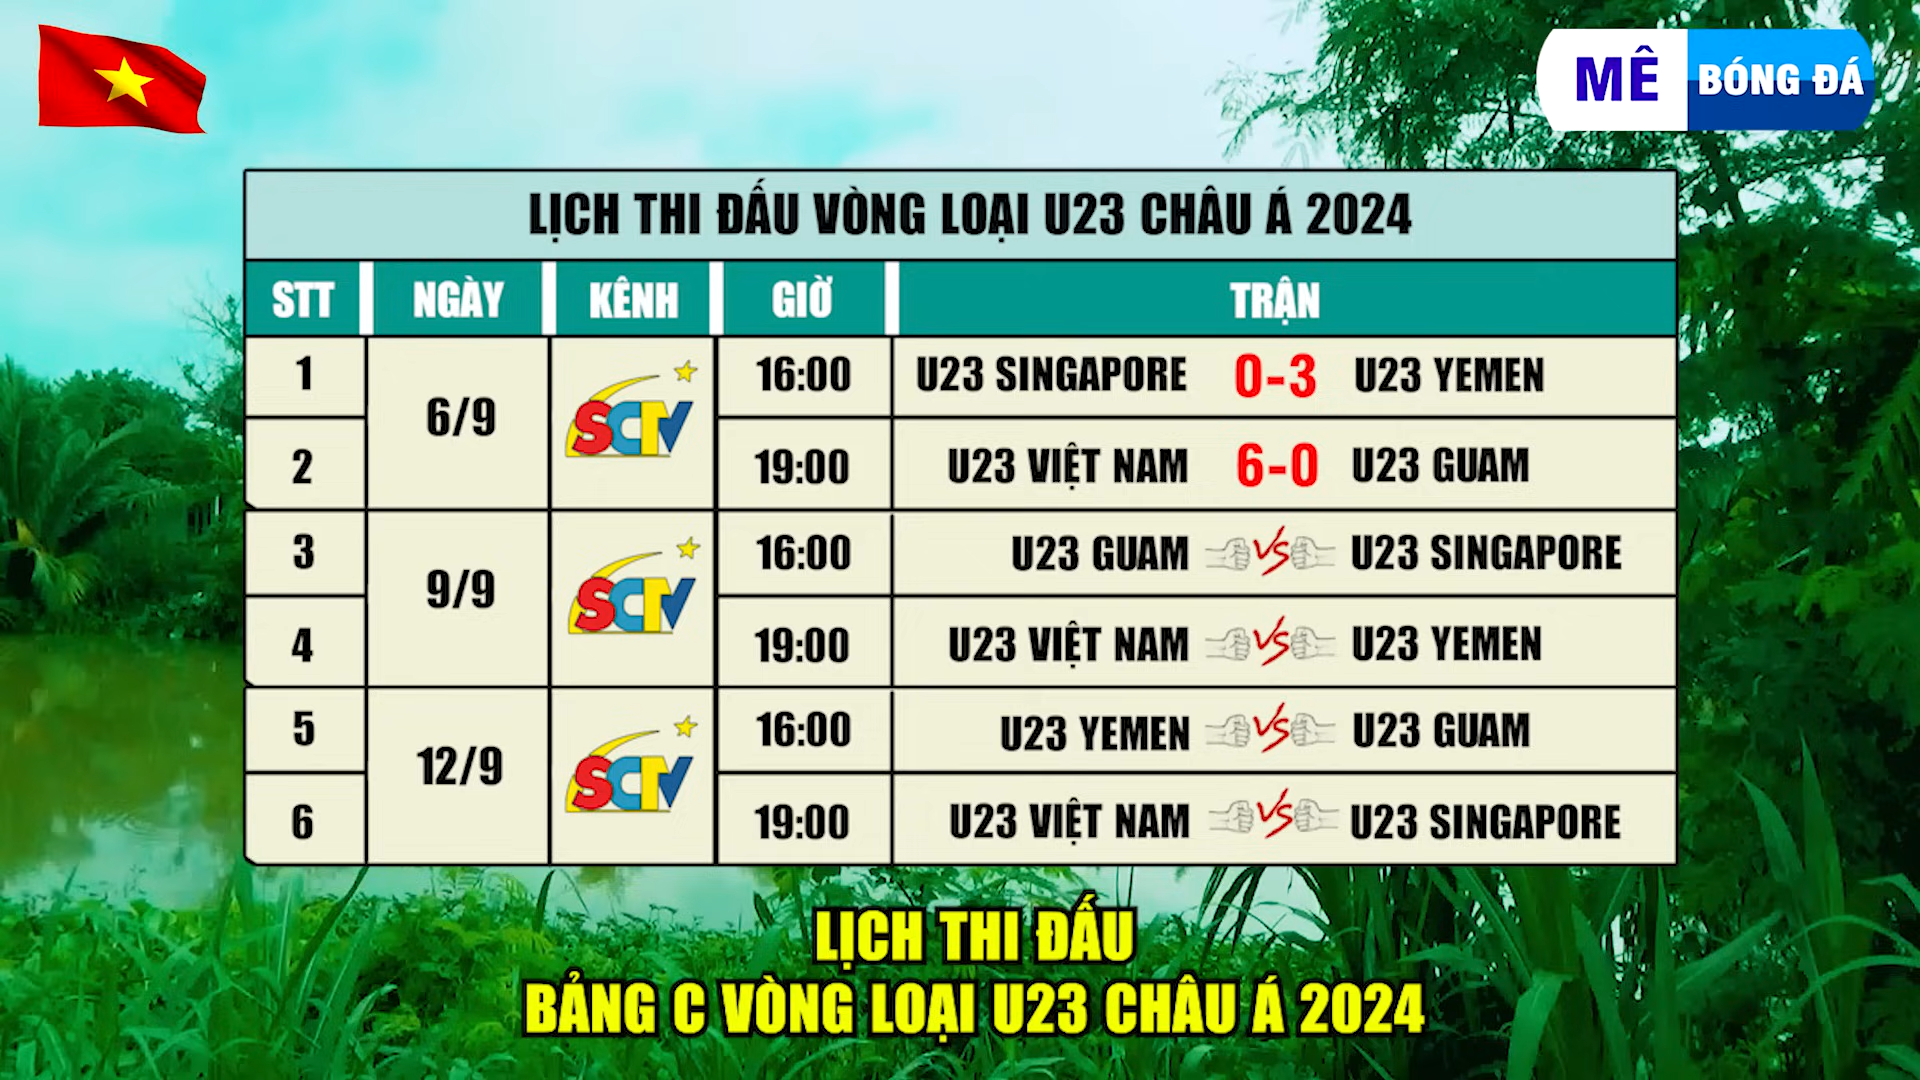 MÊ BÓNG ĐÁ
LỊCH THI ĐẤU VÒNG LOẠI U23 CHÂU Á 2024
STT NGÀY KÊNH GIỜ TRẬN
1 6/9 SCTV 16:00 U23 SINGAPORE 0-3 U23 YEMEN
2 19:00 U23 VIỆT NAM 6-0 U23 GUAM
3 9/9 SCTV 16:00 U23 GUAM VS U23 SINGAPORE
4 19:00 U23 VIỆT NAM VS U23 YEMEN
5 12/9 SCTV 16:00 U23 YEMEN VS U23 GUAM
6 19:00 U23 VIỆT NAM VS U23 SINGAPORE
LỊCH THI ĐẤU
BẢNG C VÒNG LOẠI U23 CHÂU Á 2024